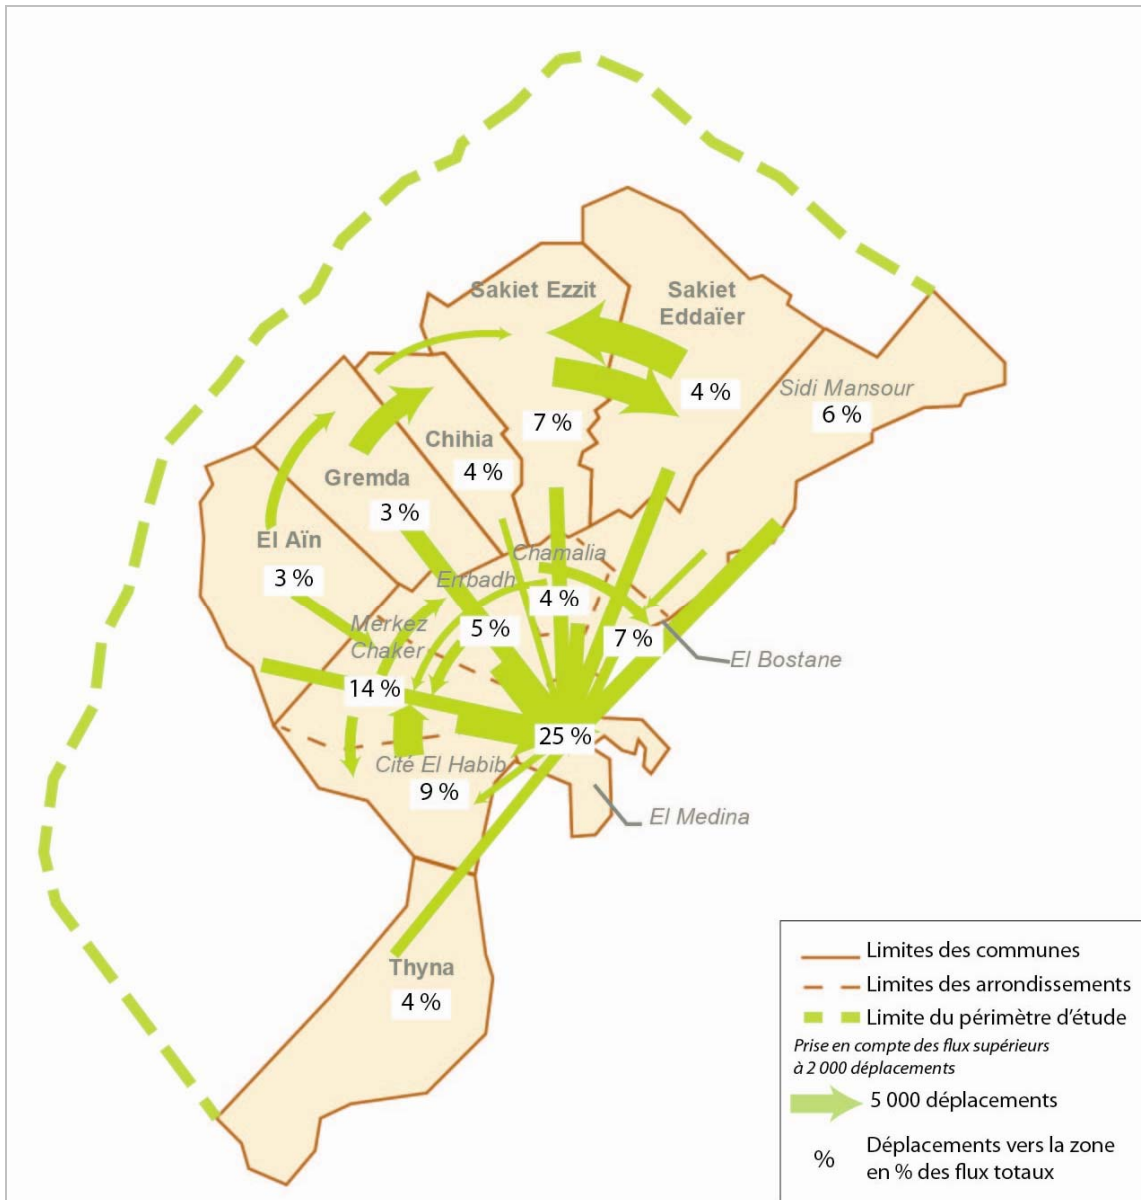 Sakiet Ezzit
Sakiet
Eddaïer
4 %
Sidi Mansour
6 %
7 %
Chihia
4 %
Gremda
3 %
El Aïn
3 %
Chamalia
Errbadh
4 %
Merkez
Chaker
5 %
7 %
El Bostane
14 %
25 %
Cité El Habib
9 %
El Medina
Thyna
4 %
Limites des communes
Limites des arrondissements
Limite du périmètre d'étude
Prise en compte des flux supérieurs
à 2 000 déplacements
5 000 déplacements
% Déplacements vers la zone
en % des flux totaux